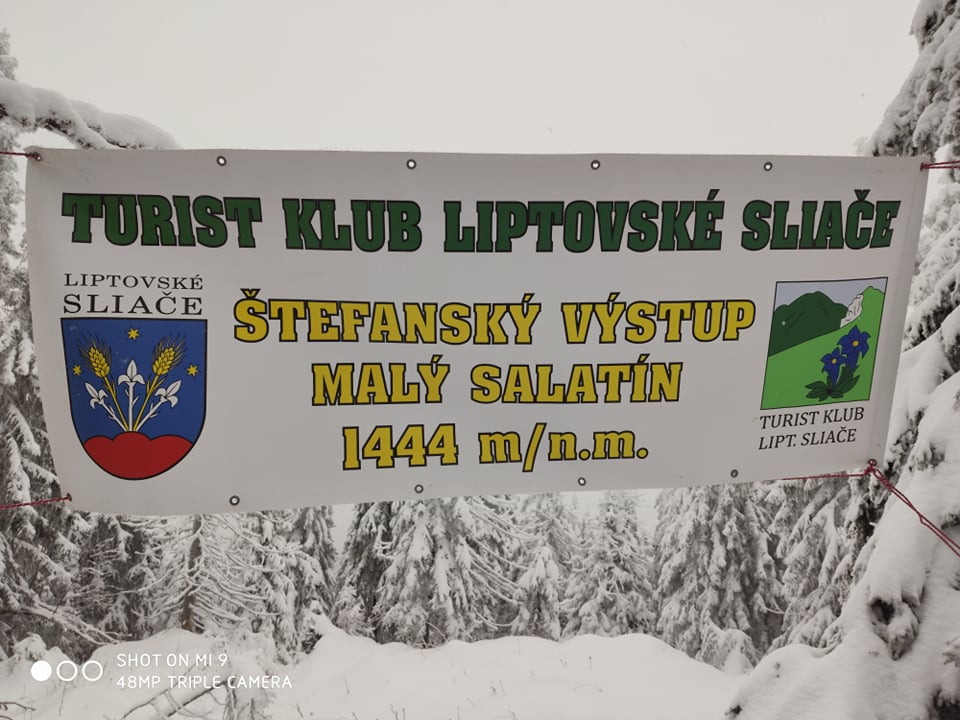 TURIST KLUB LIPTOVSKÉ SLIAČE
LIPTOVSKÉ
SLIAČE
ŠTEFANSKÝ VÝSTUP
MALÝ SALATÍN
1444 m/n.m.
TURIST KLUB
LIPT. SLIAČE
SHOT ON MI 9
48MP TRIPLE CAMERA